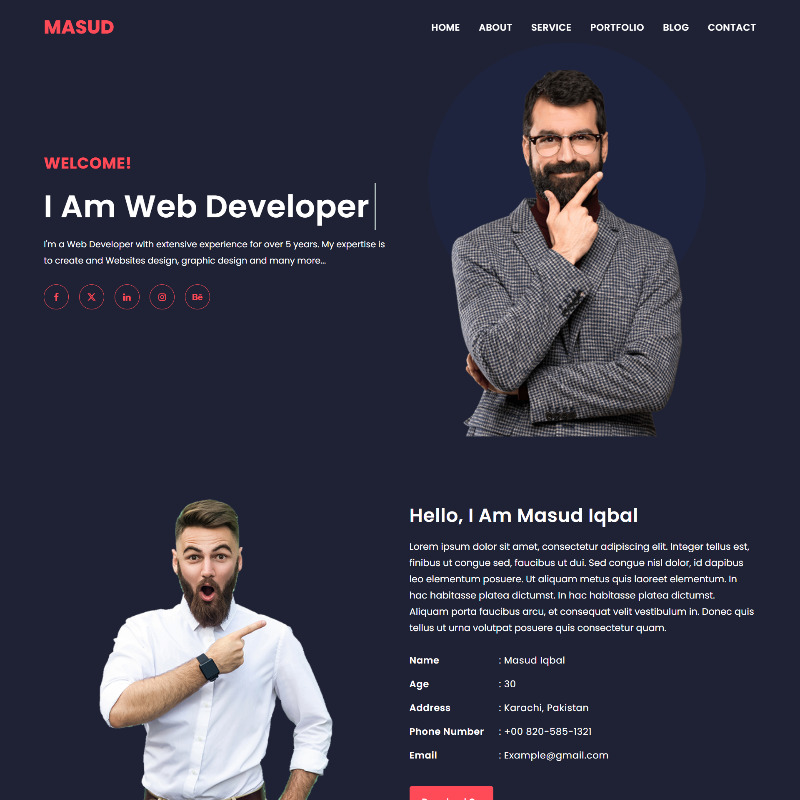 MASUD
HOME ABOUT SERVICE PORTFOLIO BLOG CONTACT
WELCOME!
I Am Web Developer
I'm a Web Developer with extensive experience for over 5 years. My expertise is
to create and Websites design, graphic design and many more...
Hello, I Am Masud Iqbal
Lorem ipsum dolor sit amet, consectetur adipiscing elit. Integer tellus est,
finibus ut congue sed, faucibus ut dui. Sed congue nisl dolor, id dapibus
leo elementum posuere. Ut aliquam metus quis laoreet elementum. In
hac habitasse platea dictumst. In hac habitasse platea dictumst.
Aliquam porta faucibus arcu, et consequat velit vestibulum in. Donec quis
tellus ut urna volutpat posuere quis consectetur quam.
Name : Masud Iqbal
Age : 30
Address : Karachi, Pakistan
Phone Number : +00 820-585-1321
Email : Example@gmail.com